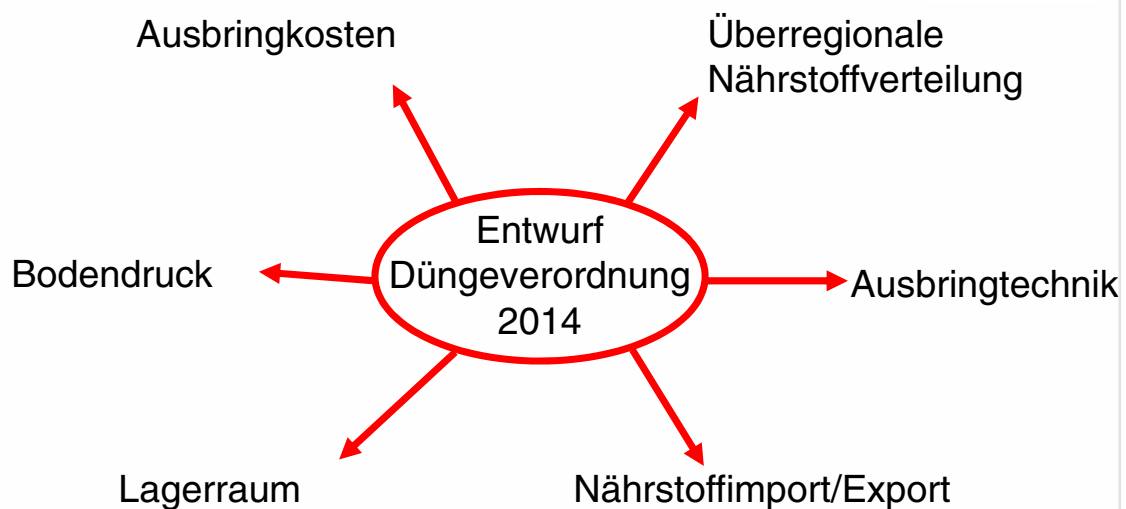 Ausbringkosten
Überregionale
Nährstoffverteilung
Entwurf
Düngeverordnung
2014
Bodendruck
Ausbringtechnik
Lagerraum
Nährstoffimport/Export